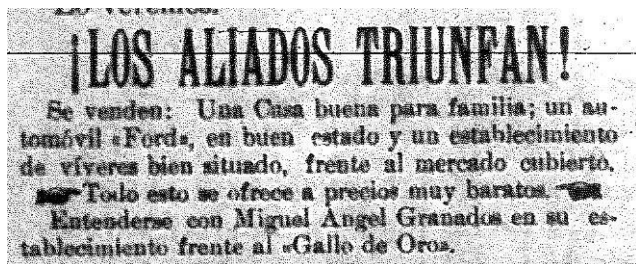 Lo veremos.
¡LOS ALIADOS TRIUNFAN!
Se venden: Una Casa buena para familia; un au-
tomóvil «Ford», en buen estado y un establecimiento
de víveres bien situado, frente al mercado cubierto.
Todo esto se ofrece a precios muy baratos.
Entenderse con Miguel Angel Granados en su es-
tablecimiento frente al «Gallo de Oro».